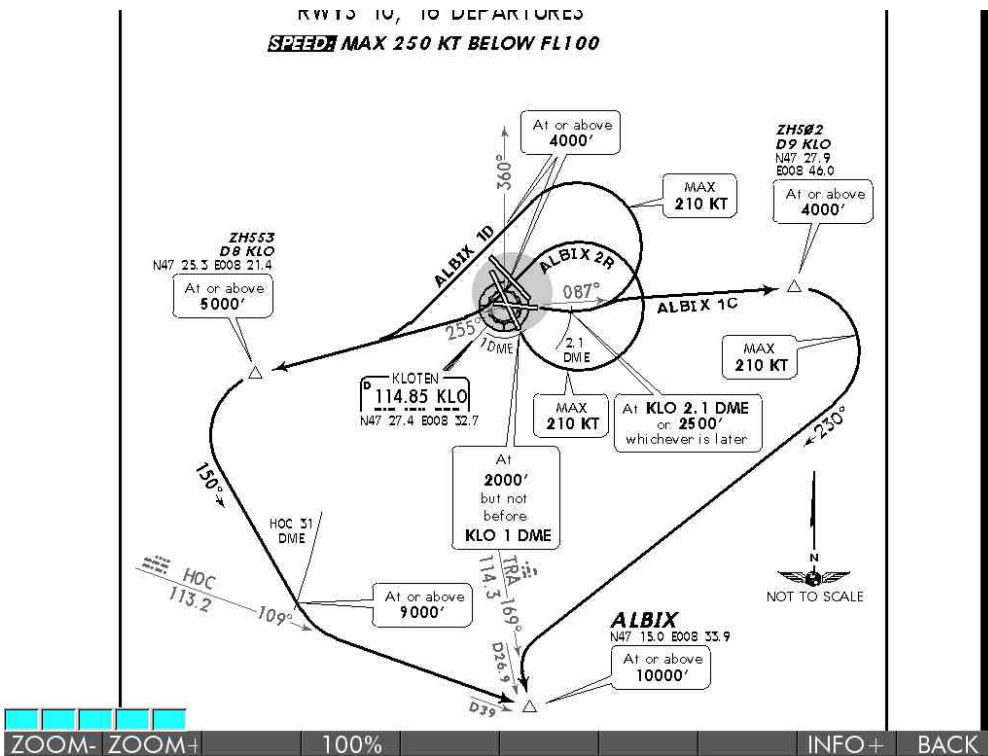 RWYS 10, 16 DEPARTURES
SPEED: MAX 250 KT BELOW FL100
At or above
4000'
360°
MAX
210 KT
ZH502
D9 KLO
N47 27.9
E008 46.0
At or above
4000'
ZH553
D8 KLO
N47 25.3 E008 21.4
At or above
5000'
ALBIX 1D
ALBIX 2R
087°
ALBIX 1C
255°
1 DME
2.1
DME
KLOTEN
D
114.85 KLO
N47 27.4 E008 32.7
MAX
210 KT
At KLO 2.1 DME
or 2500'
whichever is later
MAX
210 KT
230°
At
2000'
but not
before
KLO 1 DME
150°
HOC 31
DME
HOC
113.2
109°
At or above
9000'
TRA
114.3
169°
N
NOT TO SCALE
ALBIX
N47 15.0 E008 33.9
At or above
10000'
D26.9
D39
ZOOM- ZOOM+ 100% INFO+ BACK